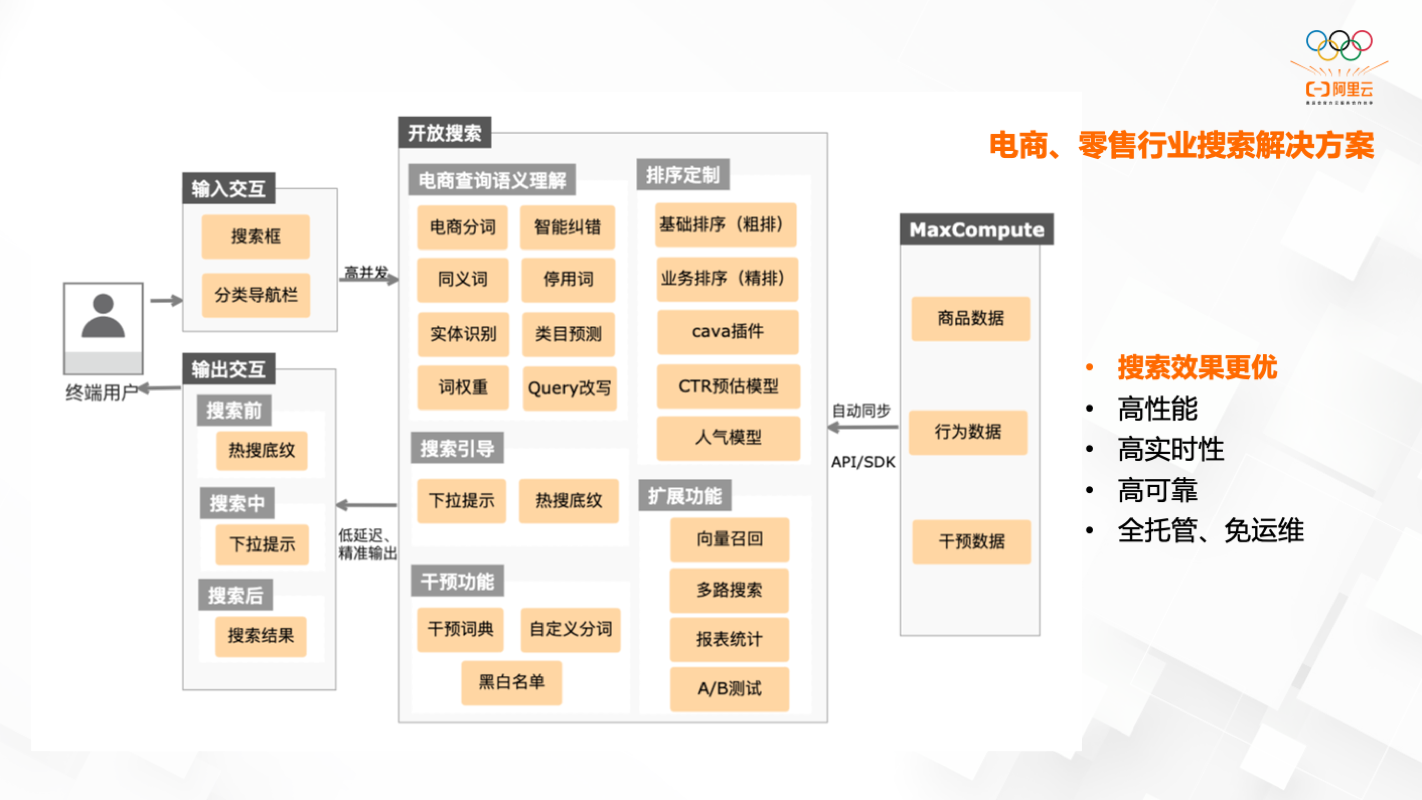 阿里云
电商、零售行业搜索解决方案
终端用户
输入交互
搜索框
分类导航栏
高并发
输出交互
搜索前
热搜底纹
搜索中
下拉提示
搜索后
搜索结果
低延迟、
精准输出
开放搜索
电商查询语义理解
电商分词 智能纠错
同义词 停用词
实体识别 类目预测
词权重 Query改写
搜索引导
下拉提示 热搜底纹
干预功能
干预词典 自定义分词
黑白名单
排序定制
基础排序（粗排）
业务排序（精排）
cava插件
CTR预估模型
人气模型
扩展功能
向量召回
多路搜索
报表统计
A/B测试
自动同步
API/SDK
MaxCompute
商品数据
行为数据
干预数据
• 搜索效果更优
• 高性能
• 高实时性
• 高可靠
• 全托管、免运维